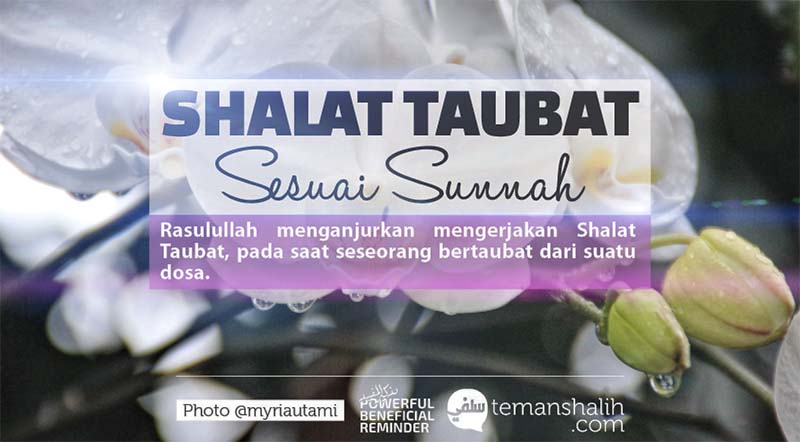 SHALAT TAUBAT
Sesuai Sunnah
Rasulullah menganjurkan mengerjakan Shalat
Taubat, pada saat seseorang bertaubat dari suatu
dosa.
Photo @myriautami
POWERFUL
BENEFICIAL
REMINDER
سلفي
temanshalih
.com